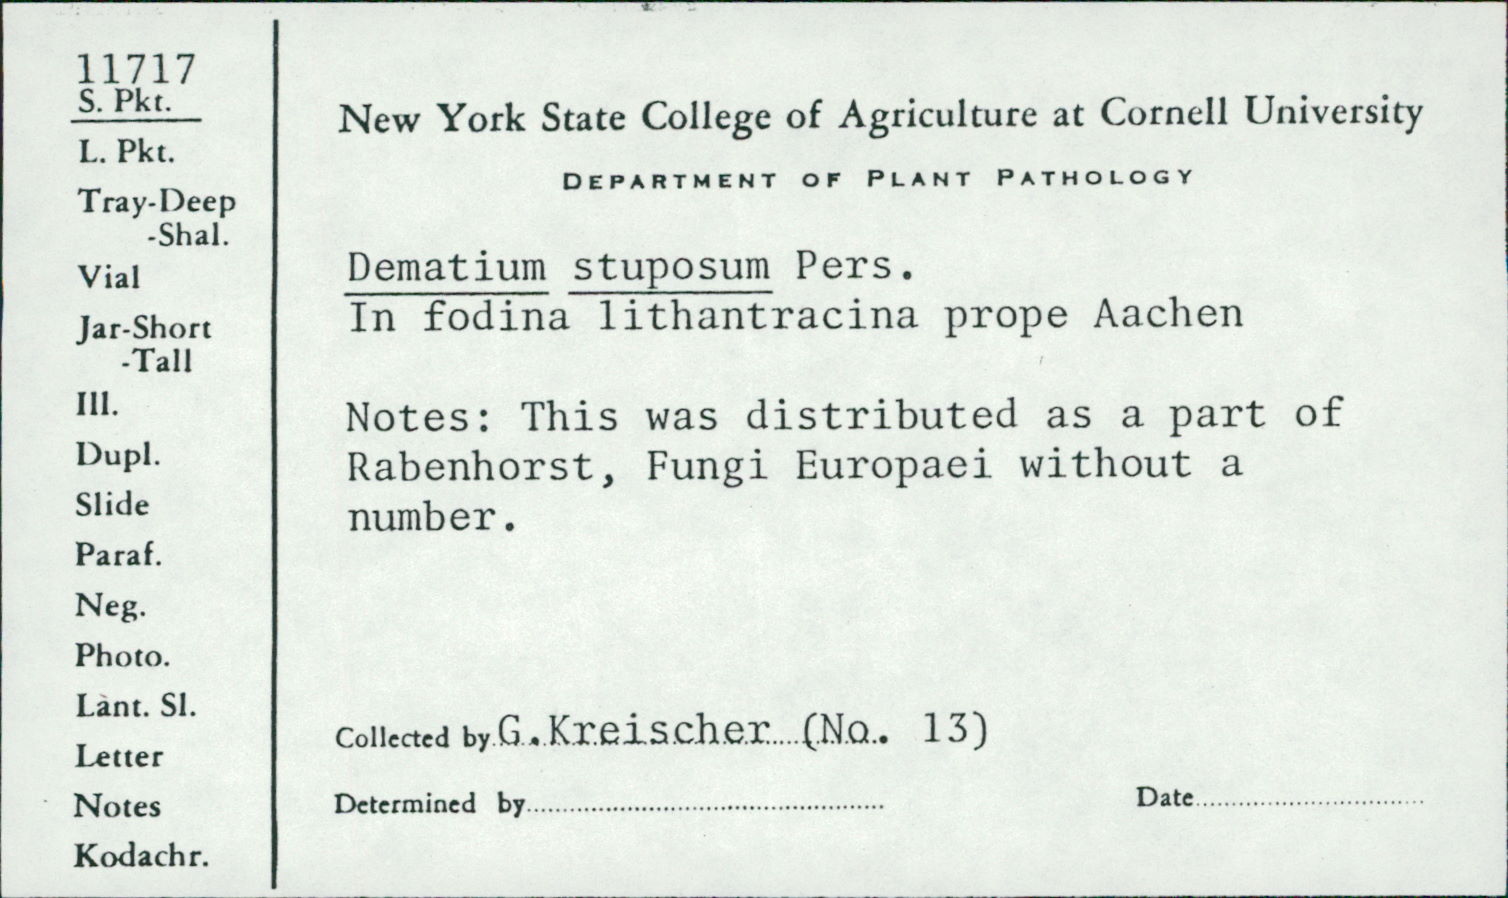 11717
S. Pkt.
L. Pkt.
Tray-Deep
-Shal.
Vial
Jar-Short
-Tall
Ill.
Dupl.
Slide
Paraf.
Neg.
Photo.
Lant. Sl.
Letter
Notes
Kodachr.
New York State College of Agriculture at Cornell University
DEPARTMENT OF PLANT PATHOLOGY
Dematium stuposum Pers.
In fodina lithantracina prope Aachen
Notes: This was distributed as a part of
Rabenhorst, Fungi Europaei without a
number.
Collected by G.Kreischer (No. 13)
Determined by
Date